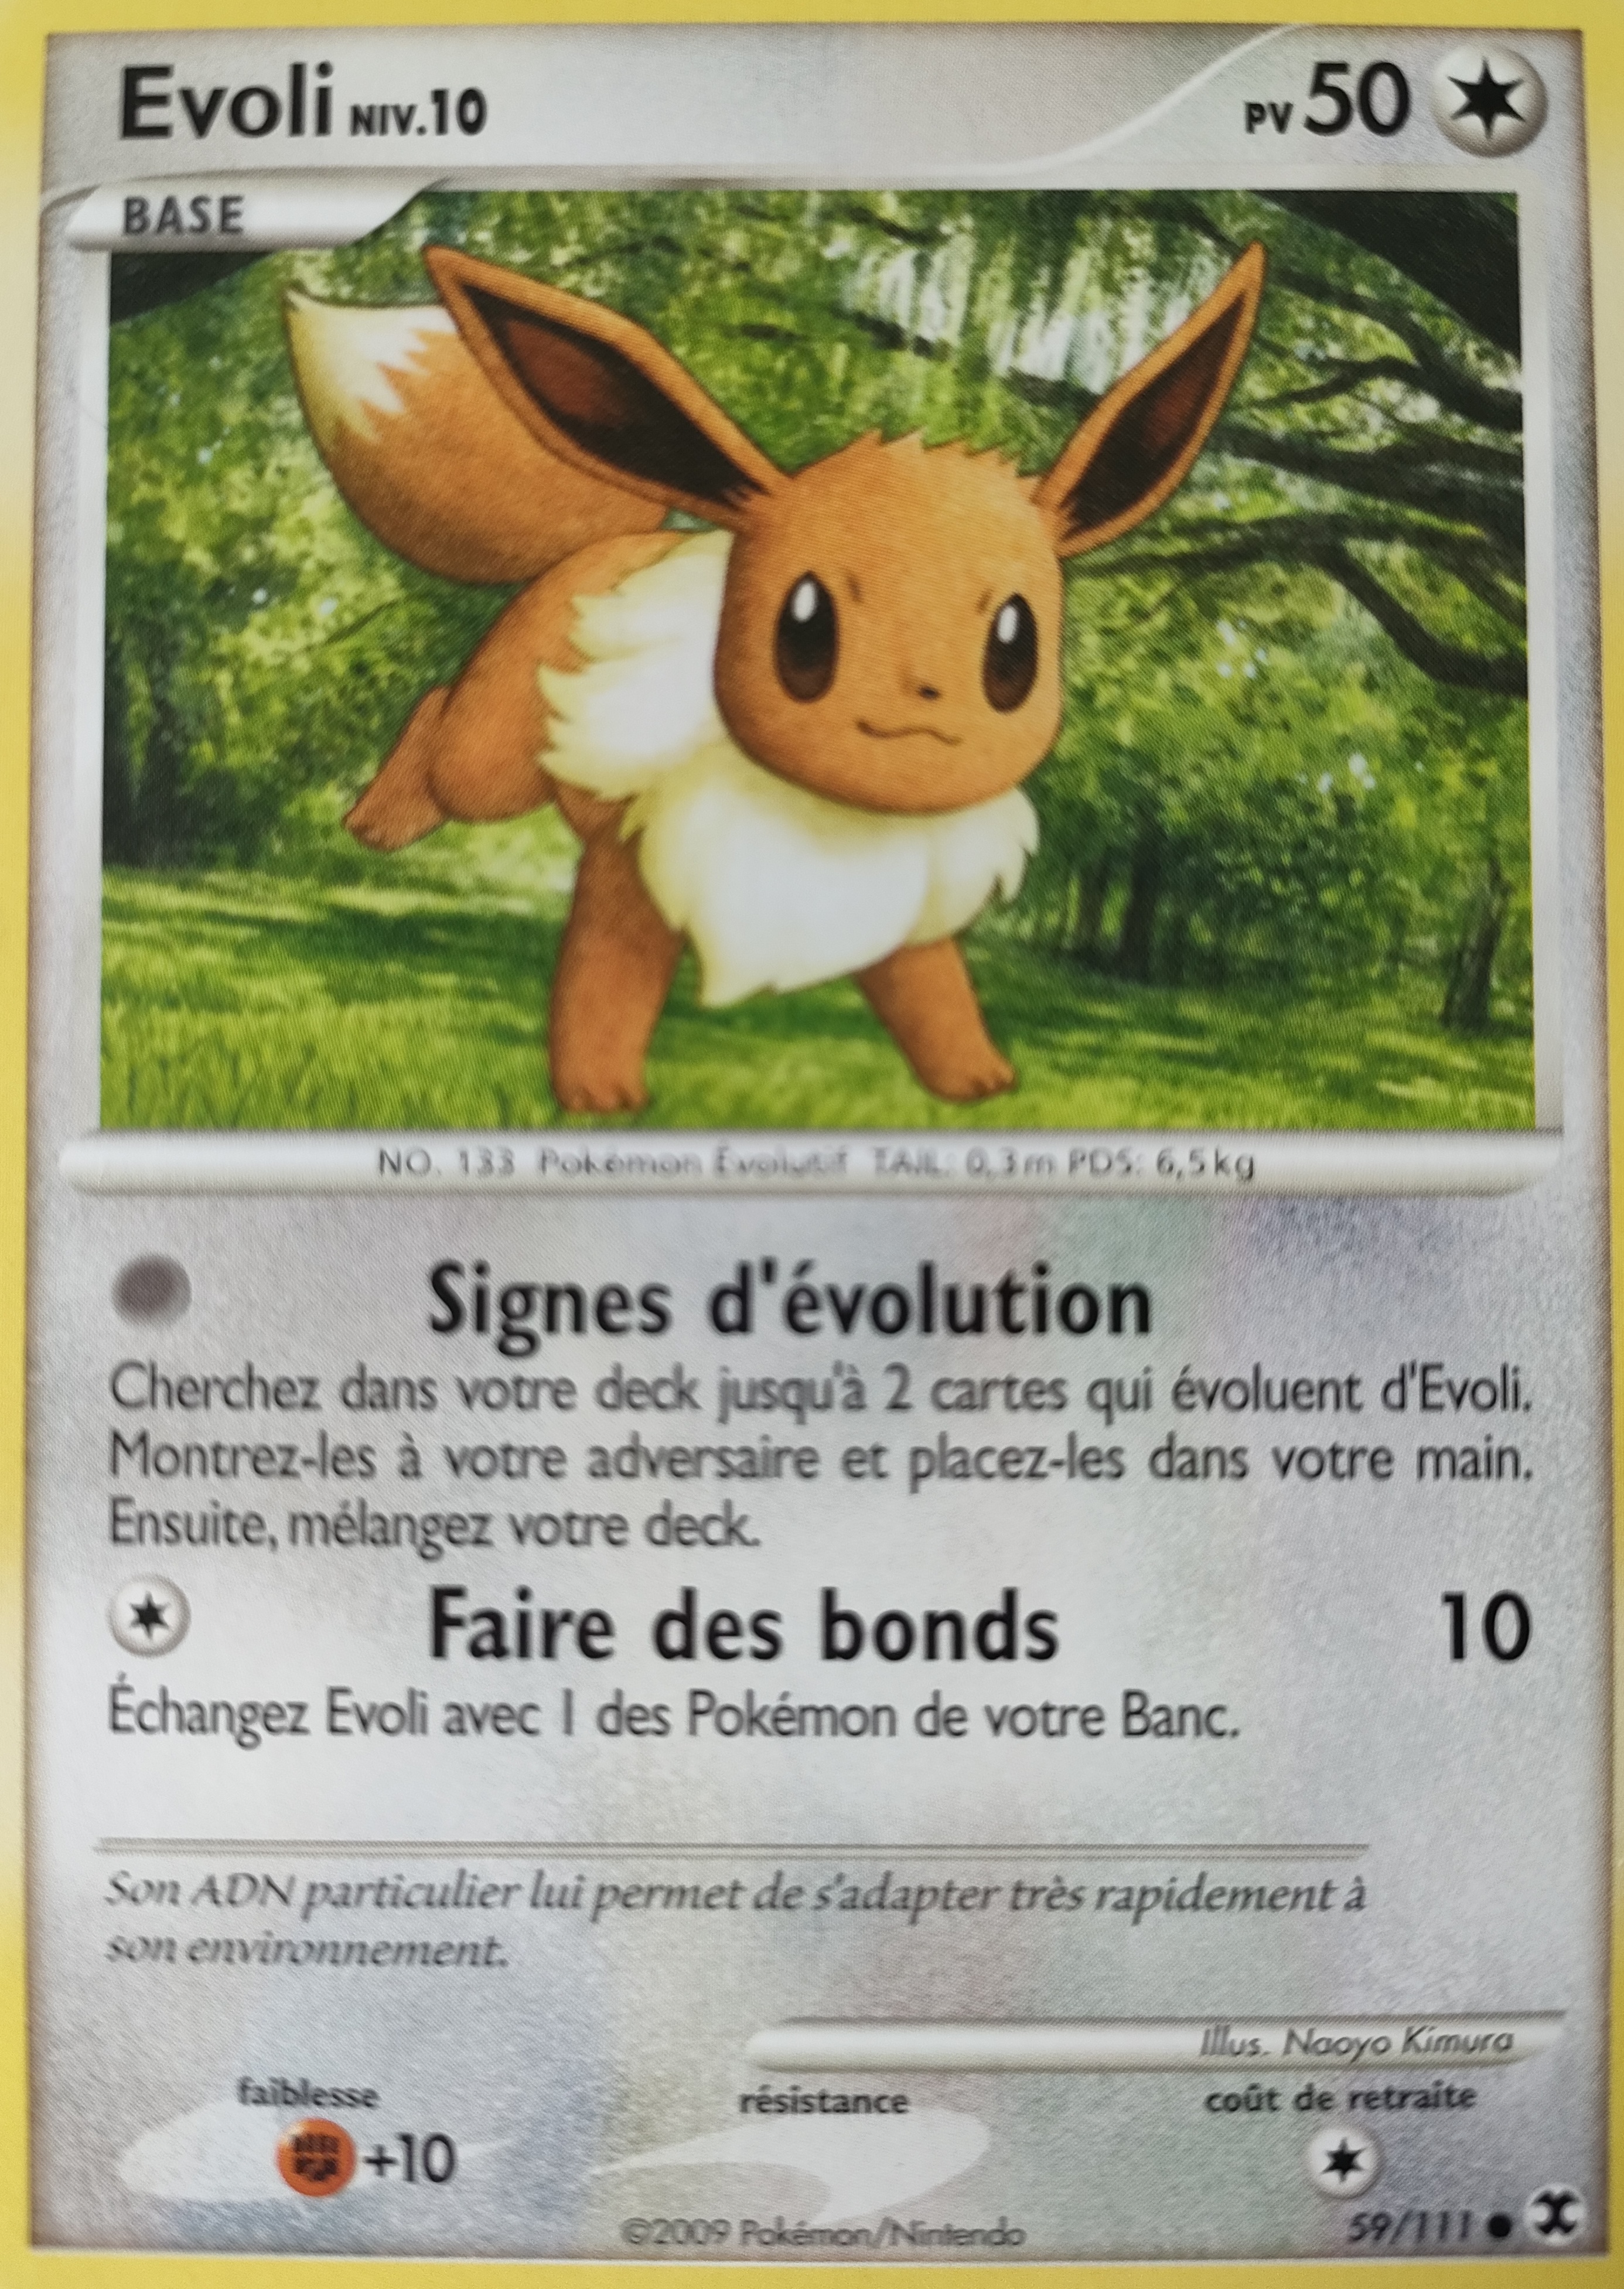 Evoli NIV.10
PV 50
BASE
NO. 133 Pokémon Évolutif TAIL: 0,3m PDS: 6,5kg
Signes d'évolution
Cherchez dans votre deck jusqu'à 2 cartes qui évoluent d'Evoli.
Montrez-les à votre adversaire et placez-les dans votre main.
Ensuite, mélangez votre deck.
Faire des bonds 10
Échangez Evoli avec 1 des Pokémon de votre Banc.
Son ADN particulier lui permet de s'adapter très rapidement à
son environnement.
Illus. Naoyo Kimura
faiblesse résistance coût de retraite
+10
©2009 Pokémon/Nintendo 59/111